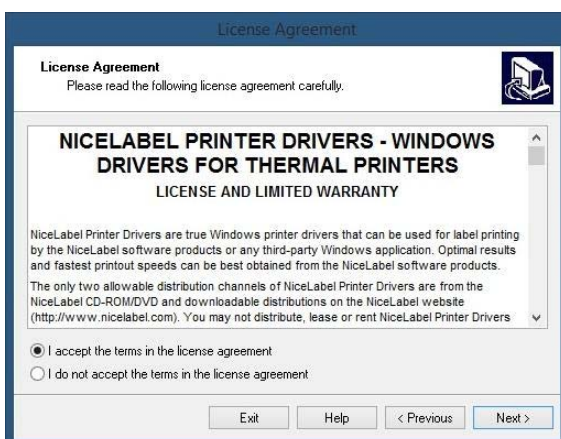 License Agreement
License Agreement
Please read the following license agreement carefully.
NICELABEL PRINTER DRIVERS - WINDOWS
DRIVERS FOR THERMAL PRINTERS
LICENSE AND LIMITED WARRANTY
NiceLabel Printer Drivers are true Windows printer drivers that can be used for label printing
by the NiceLabel software products or any third-party Windows application. Optimal results
and fastest printout speeds can be best obtained from the NiceLabel software products.
The only two allowable distribution channels of NiceLabel Printer Drivers are from the
NiceLabel CD-ROM/DVD and downloadable distributions on the NiceLabel website
(http://www.nicelabel.com). You may not distribute, lease or rent NiceLabel Printer Drivers
I accept the terms in the license agreement
I do not accept the terms in the license agreement
Exit Help < Previous Next >